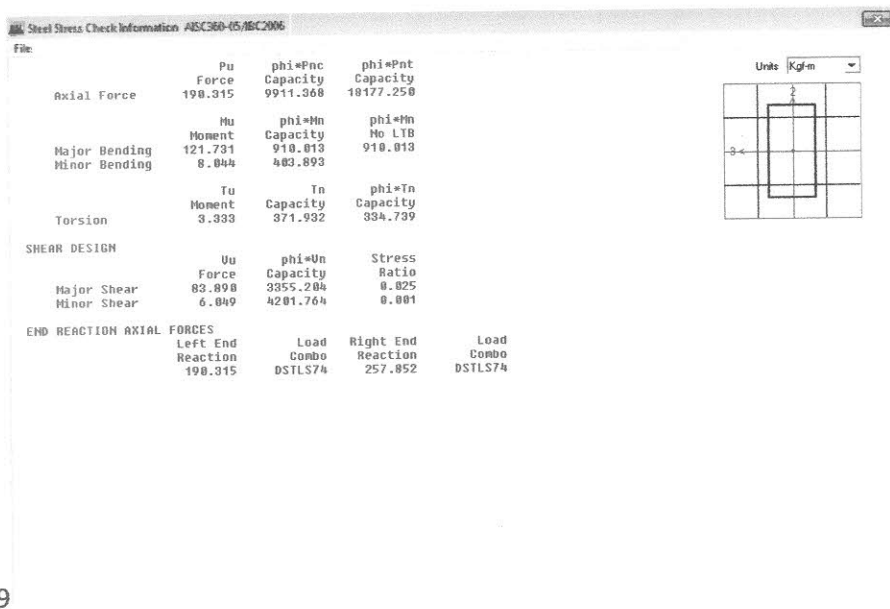 Steel Stress Check Information AISC360-05/IBC2006
File
Units Kgf-m
Pu phi*Pnc phi*Pnt
Force Capacity Capacity
Axial Force 190.315 9911.368 18177.250
Mu phi*Mn phi*Mn
Moment Capacity No LTB
Major Bending 121.731 910.013 910.013
Minor Bending 8.044 403.893
Tu Tn phi*Tn
Moment Capacity Capacity
Torsion 3.333 371.932 334.739
SHEAR DESIGN
Vu phi*Vn Stress
Force Capacity Ratio
Major Shear 83.890 3355.204 0.025
Minor Shear 6.049 4201.764 0.001
END REACTION AXIAL FORCES
Left End Load Right End Load
Reaction Combo Reaction Combo
190.315 DSTLS74 257.852 DSTLS74
2
3
9